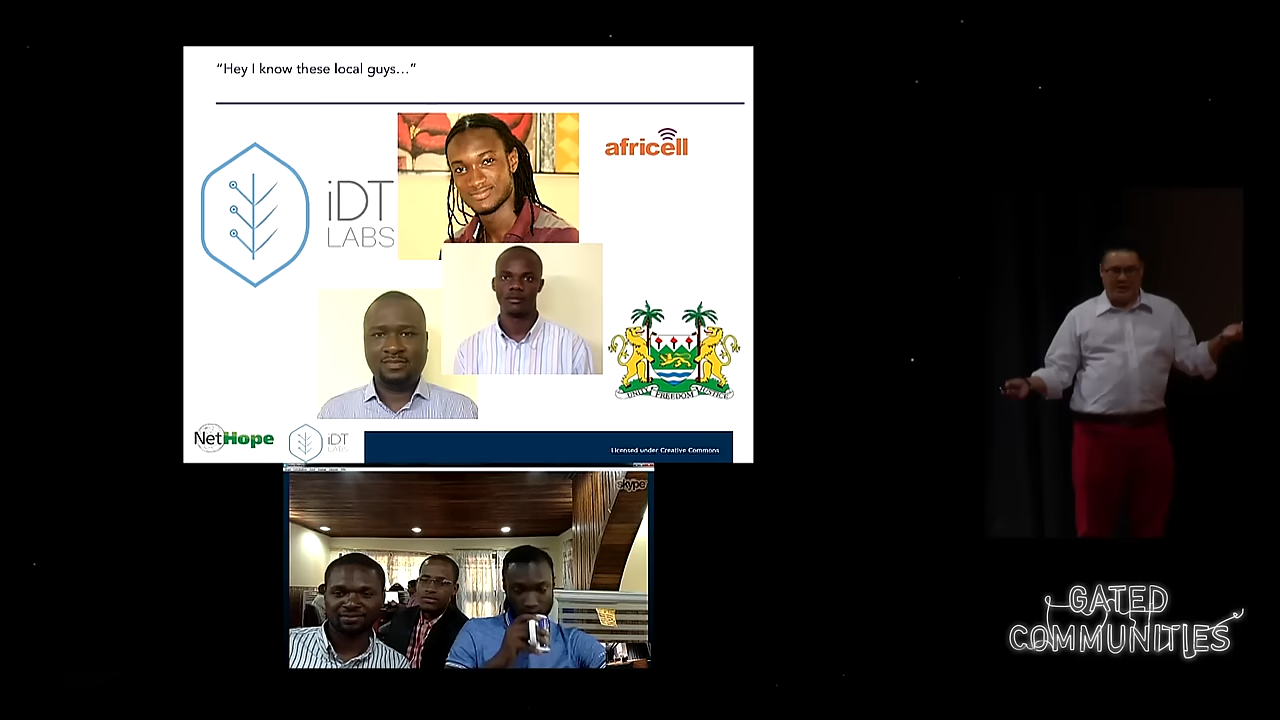 “Hey I know these local guys…”
africell
iDT
LABS
UNITY FREEDOM JUSTICE
NetHope
iDT
LABS
Licensed under Creative Commons
skype
GATED
COMMUNITIES